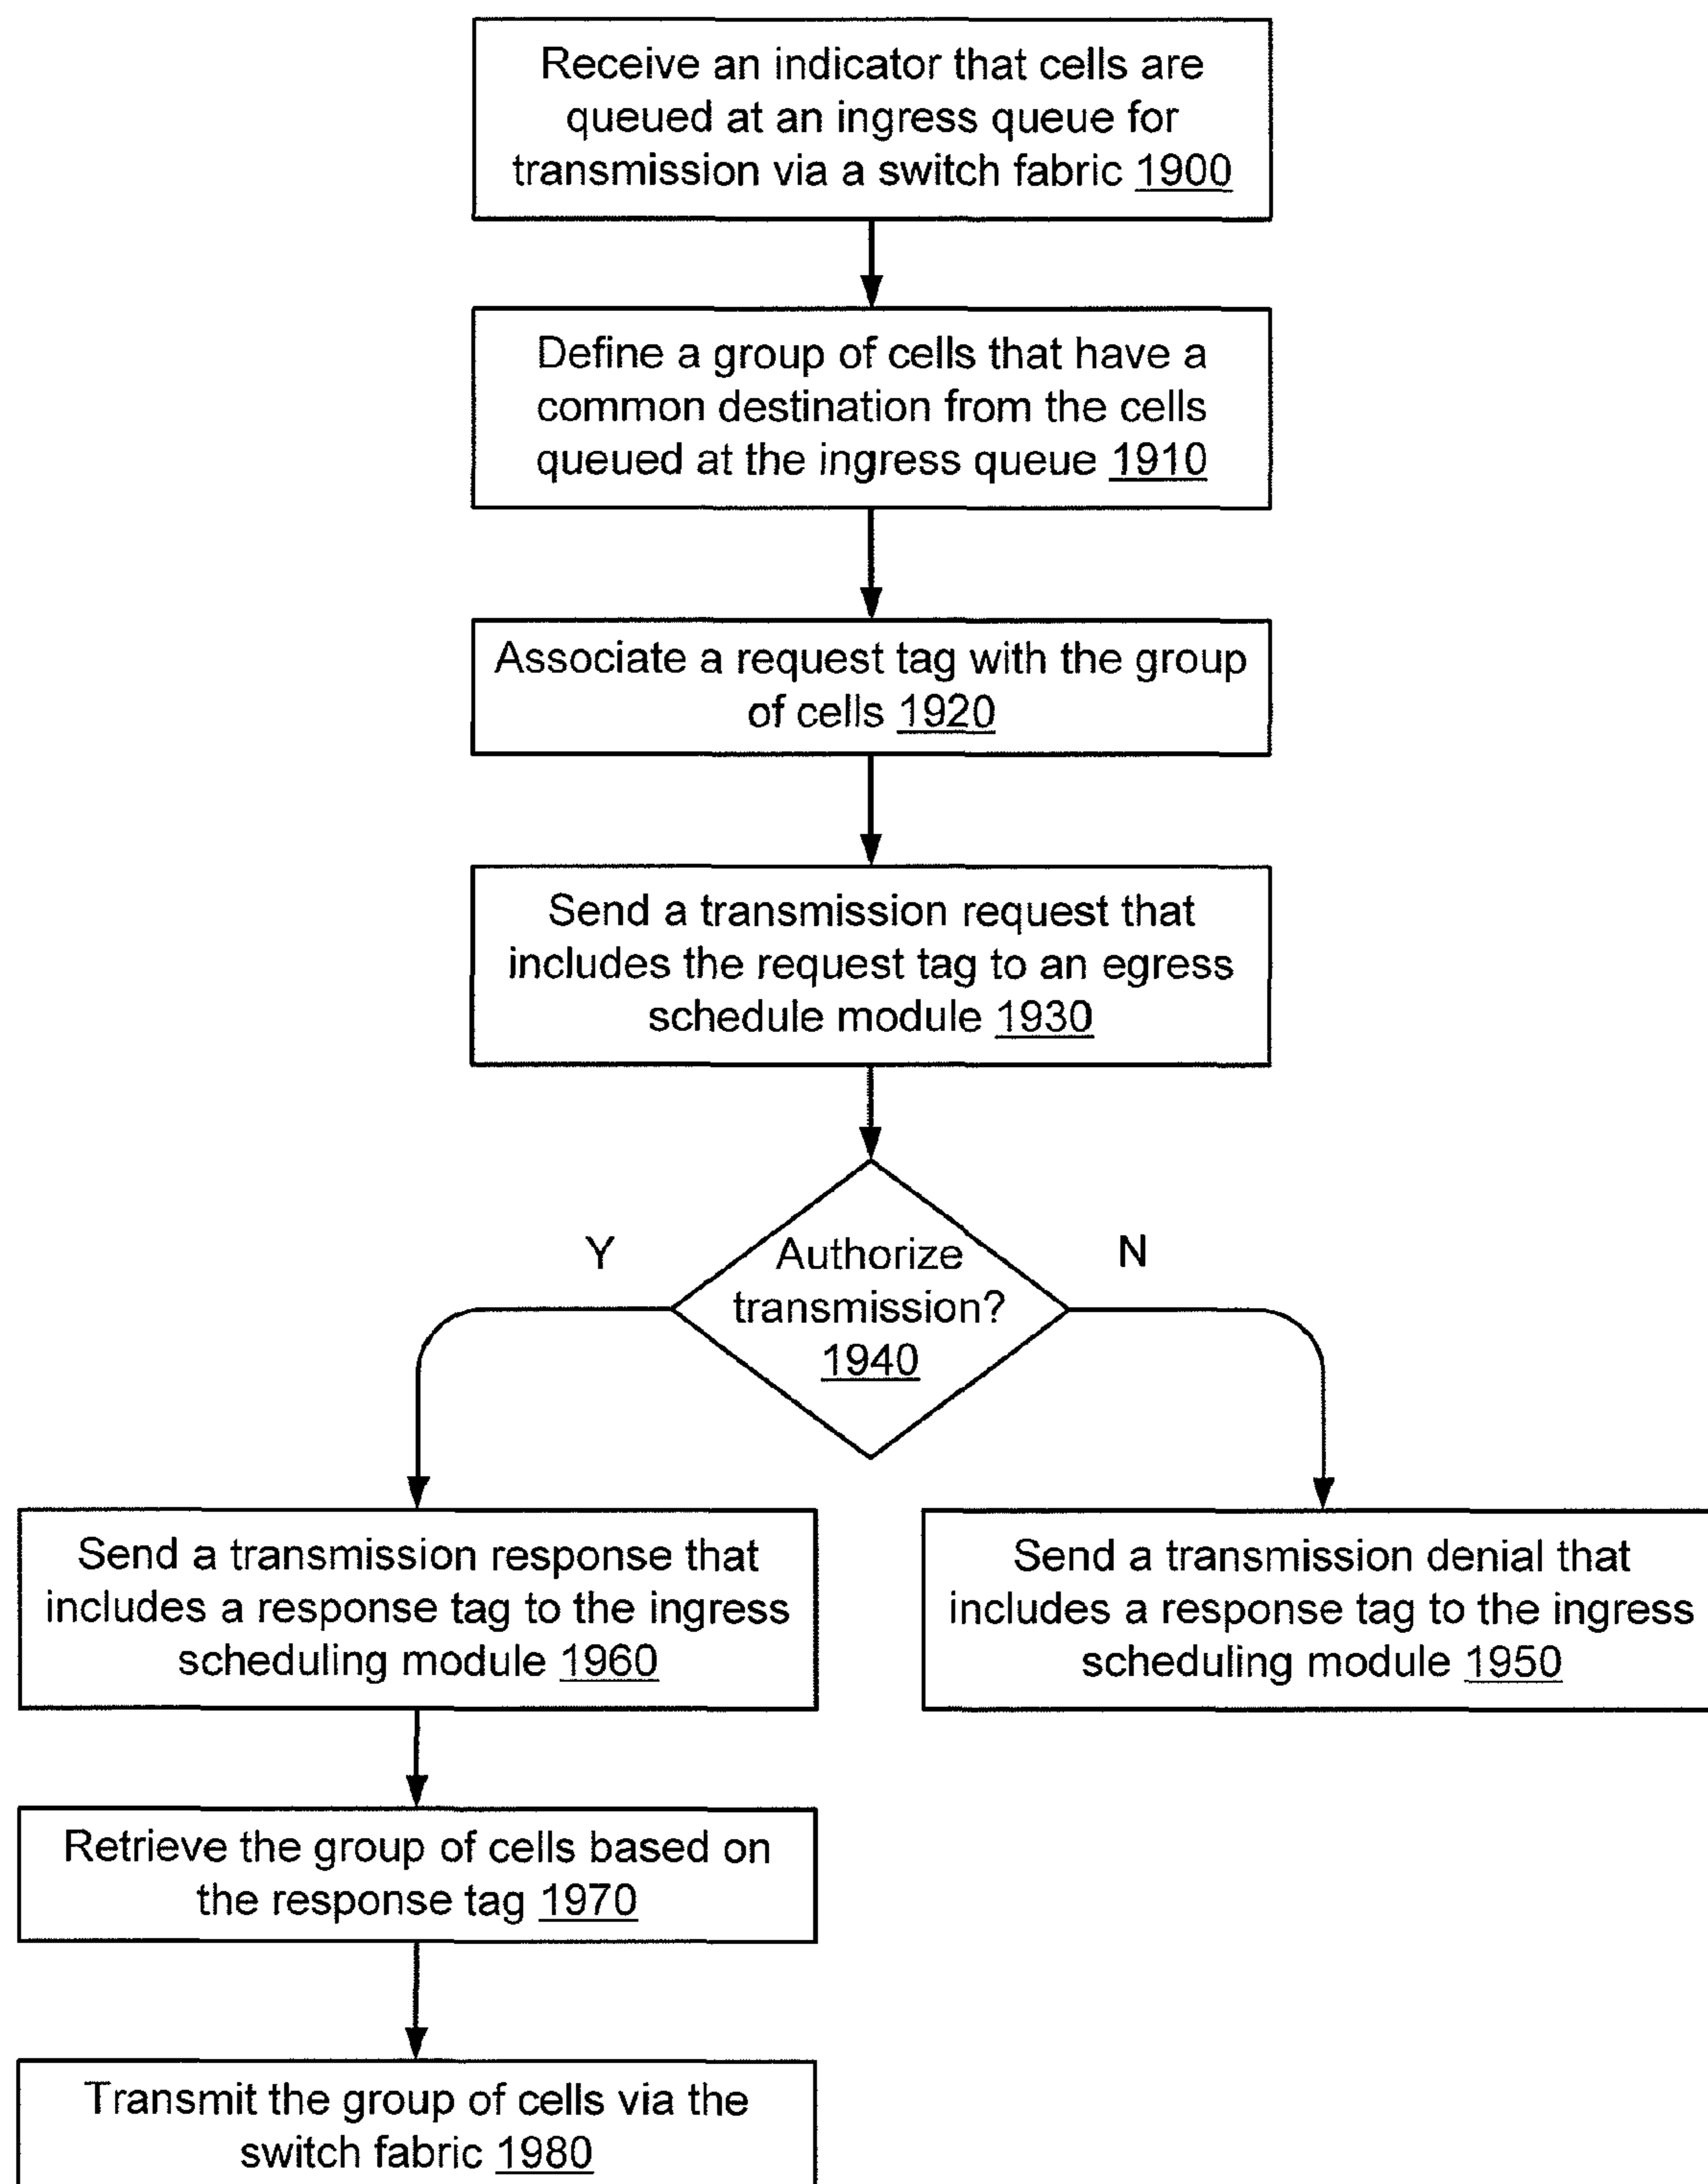 Receive an indicator that cells are
queued at an ingress queue for
transmission via a switch fabric 1900
Define a group of cells that have a
common destination from the cells
queued at the ingress queue 1910
Associate a request tag with the group
of cells 1920
Send a transmission request that
includes the request tag to an egress
schedule module 1930
Authorize
transmission?
1940
Y
N
Send a transmission response that
includes a response tag to the ingress
scheduling module 1960
Send a transmission denial that
includes a response tag to the ingress
scheduling module 1950
Retrieve the group of cells based on
the response tag 1970
Transmit the group of cells via the
switch fabric 1980